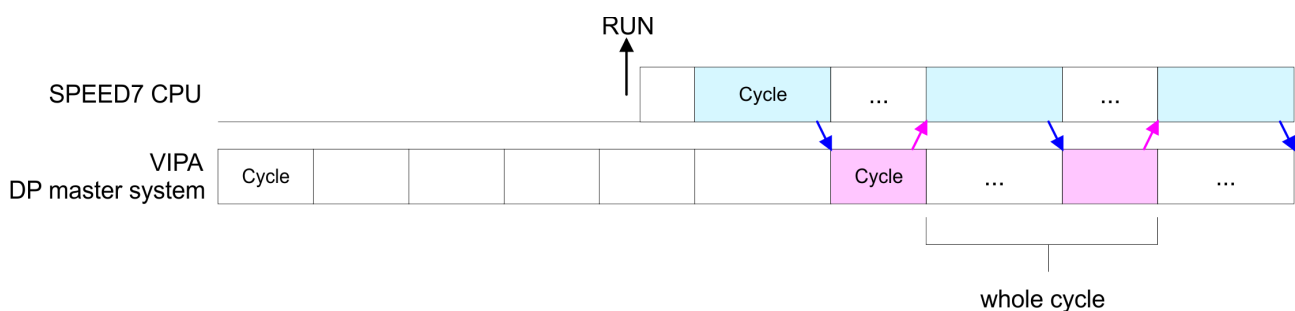 RUN
SPEED7 CPU
Cycle
...
...
VIPA
DP master system
Cycle
Cycle
...
...
whole cycle